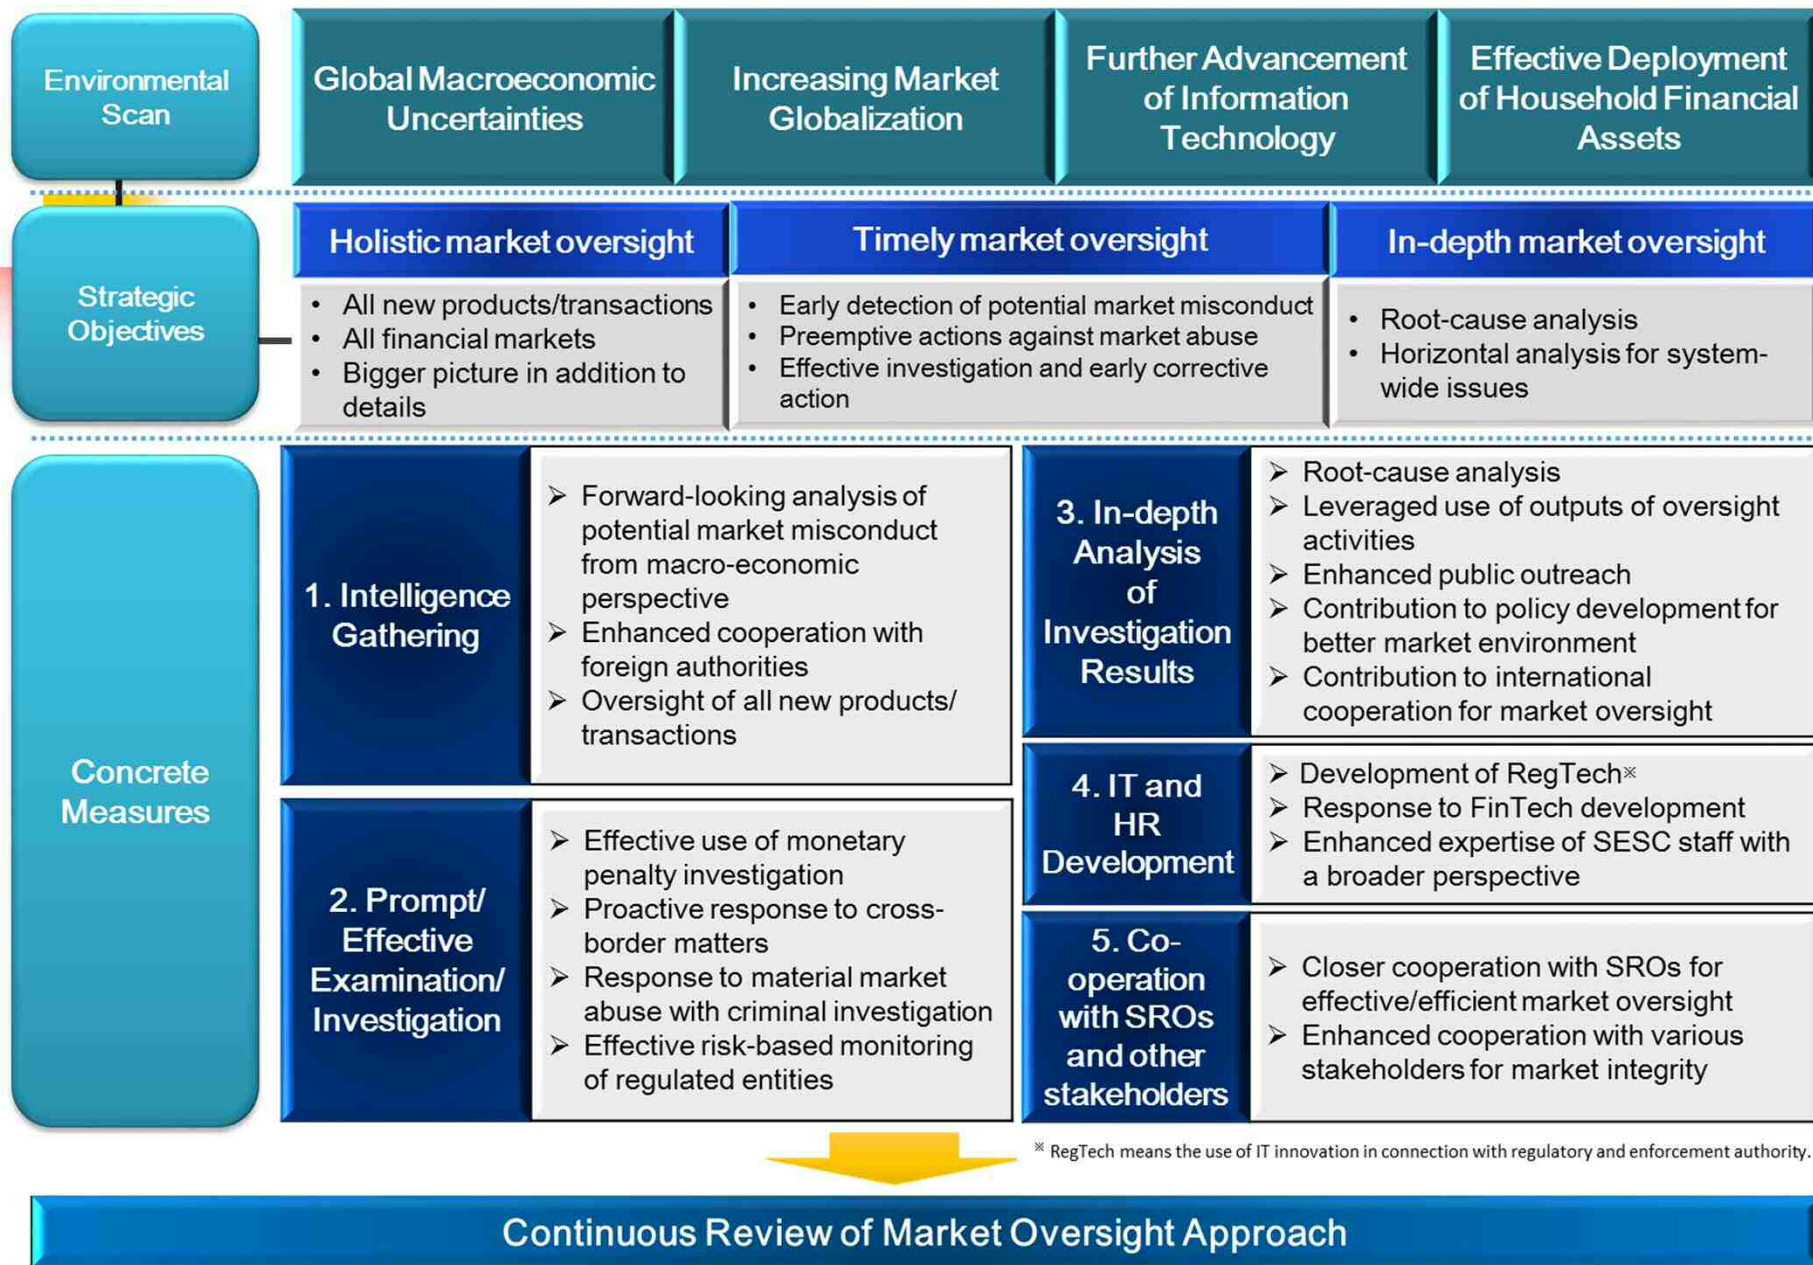 Environmental
Scan
Global Macroeconomic
Uncertainties
Increasing Market
Globalization
Further Advancement
of Information
Technology
Effective Deployment
of Household Financial
Assets
Strategic
Objectives
Holistic market oversight
• All new products/transactions
• All financial markets
• Bigger picture in addition to
details
Timely market oversight
• Early detection of potential market misconduct
• Preemptive actions against market abuse
• Effective investigation and early corrective
action
In-depth market oversight
• Root-cause analysis
• Horizontal analysis for system-
wide issues
Concrete
Measures
1. Intelligence
Gathering
➢ Forward-looking analysis of
potential market misconduct
from macro-economic
perspective
➢ Enhanced cooperation with
foreign authorities
➢ Oversight of all new products/
transactions
2. Prompt/
Effective
Examination/
Investigation
➢ Effective use of monetary
penalty investigation
➢ Proactive response to cross-
border matters
➢ Response to material market
abuse with criminal investigation
➢ Effective risk-based monitoring
of regulated entities
3. In-depth
Analysis
of
Investigation
Results
➢ Root-cause analysis
➢ Leveraged use of outputs of oversight
activities
➢ Enhanced public outreach
➢ Contribution to policy development for
better market environment
➢ Contribution to international
cooperation for market oversight
4. IT and
HR
Development
➢ Development of RegTech※
➢ Response to FinTech development
➢ Enhanced expertise of SESC staff with
a broader perspective
5. Co-
operation
with SROs
and other
stakeholders
➢ Closer cooperation with SROs for
effective/efficient market oversight
➢ Enhanced cooperation with various
stakeholders for market integrity
※ RegTech means the use of IT innovation in connection with regulatory and enforcement authority.
Continuous Review of Market Oversight Approach